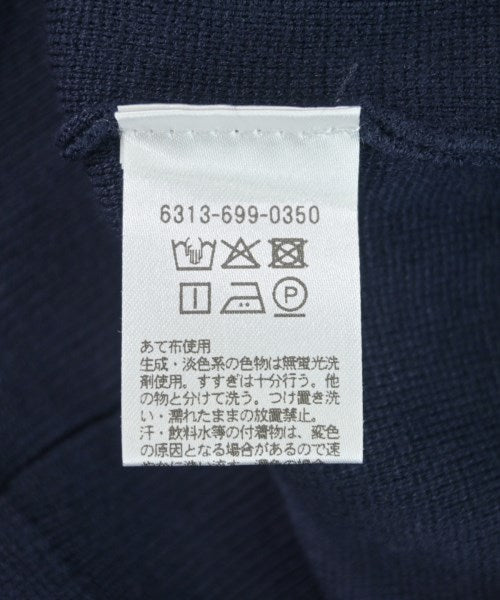 6313-699-0350
P
あて布使用
生成・淡色系の色物は無蛍光洗
剤使用。すすぎは十分行う。他
の物と分けて洗う。つけ置き洗
い・濡れたままの放置禁止。
汗・飲料水等の付着物は、変色
の原因となる場合があるので速